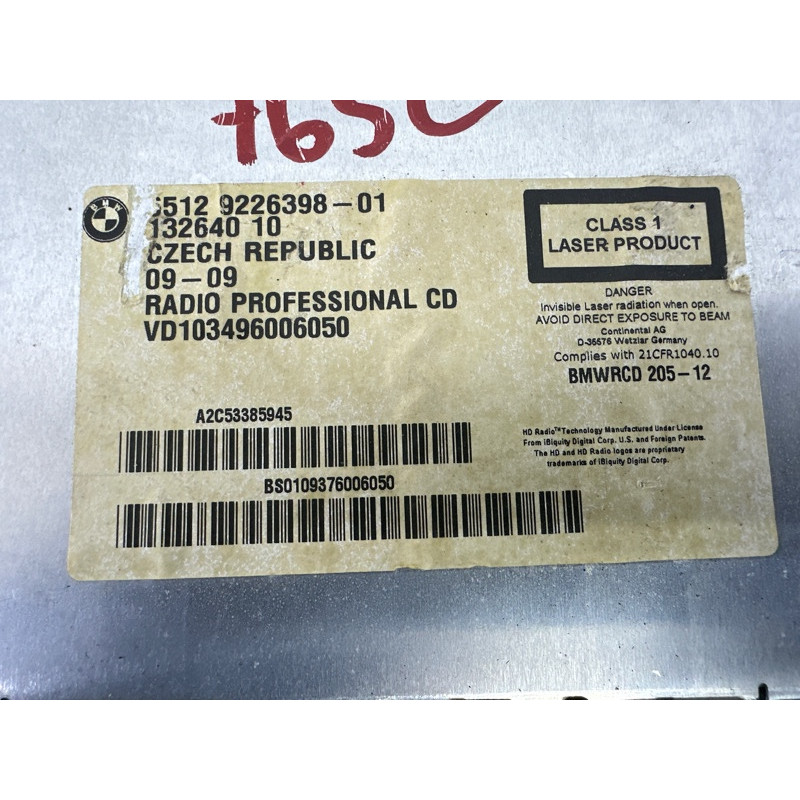 765
BMW
5512 9226398-01
132640 10
CZECH REPUBLIC
09-09
RADIO PROFESSIONAL CD
VD103496006050
CLASS 1
LASER PRODUCT
DANGER
Invisible Laser radiation when open.
AVOID DIRECT EXPOSURE TO BEAM
Continental AG
D-35576 Wetzlar Germany
Complies with 21CFR1040.10
BMWRCD 205-12
A2C53385945
HD Radio™ Technology Manufactured Under License
From iBiquity Digital Corp. U.S. and Foreign Patents.
The HD and HD Radio logos are proprietary
trademarks of iBiquity Digital Corp.
BS0109376006050